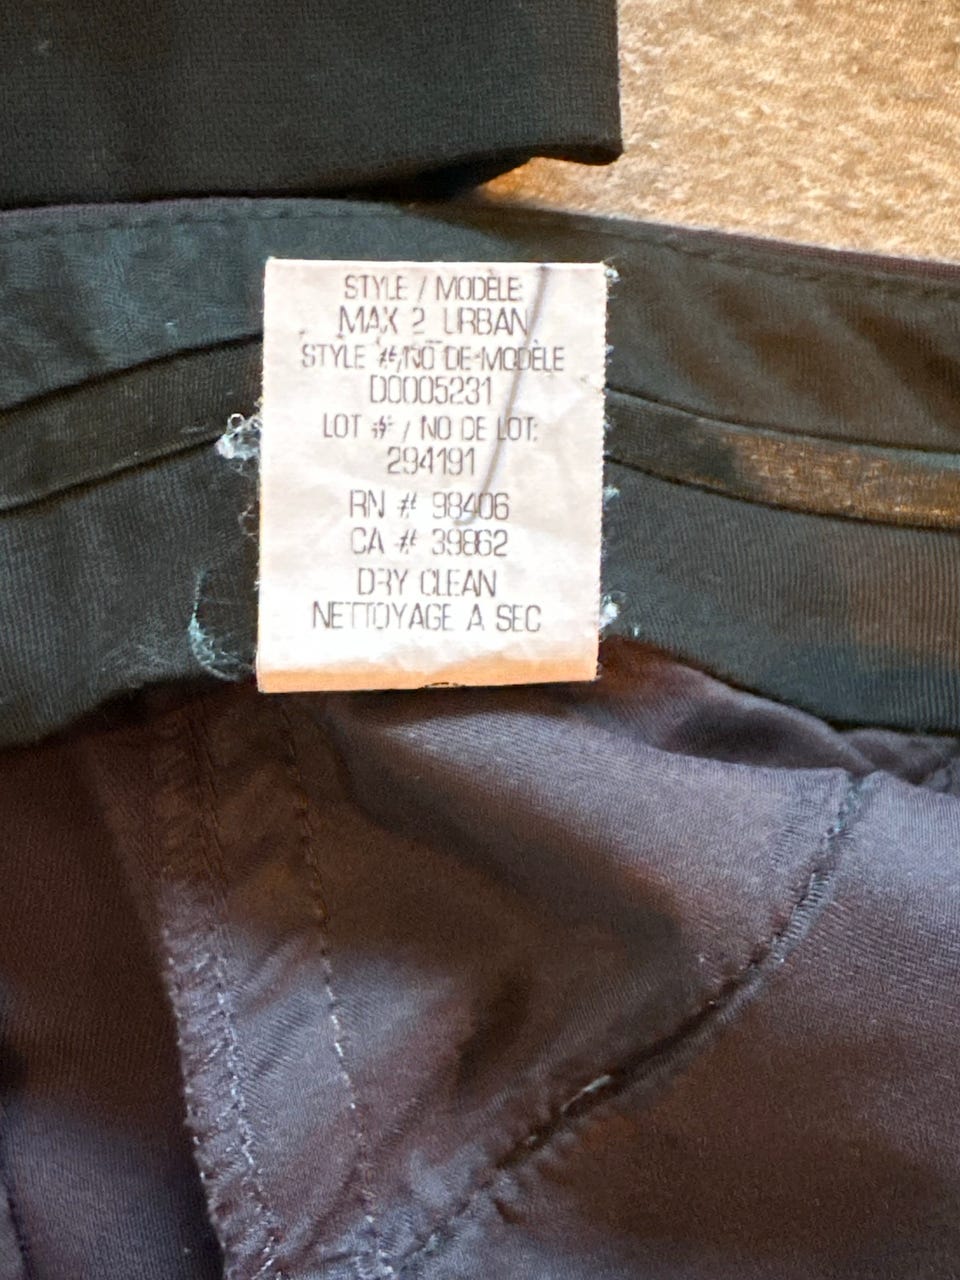 STYLE / MODÈLE:
MAX 2 URBAN
STYLE #/NO DE MODÈLE
D0005231
LOT # / NO DE LOT:
294191
RN # 98406
CA # 39862
DRY CLEAN
NETTOYAGE A SEC